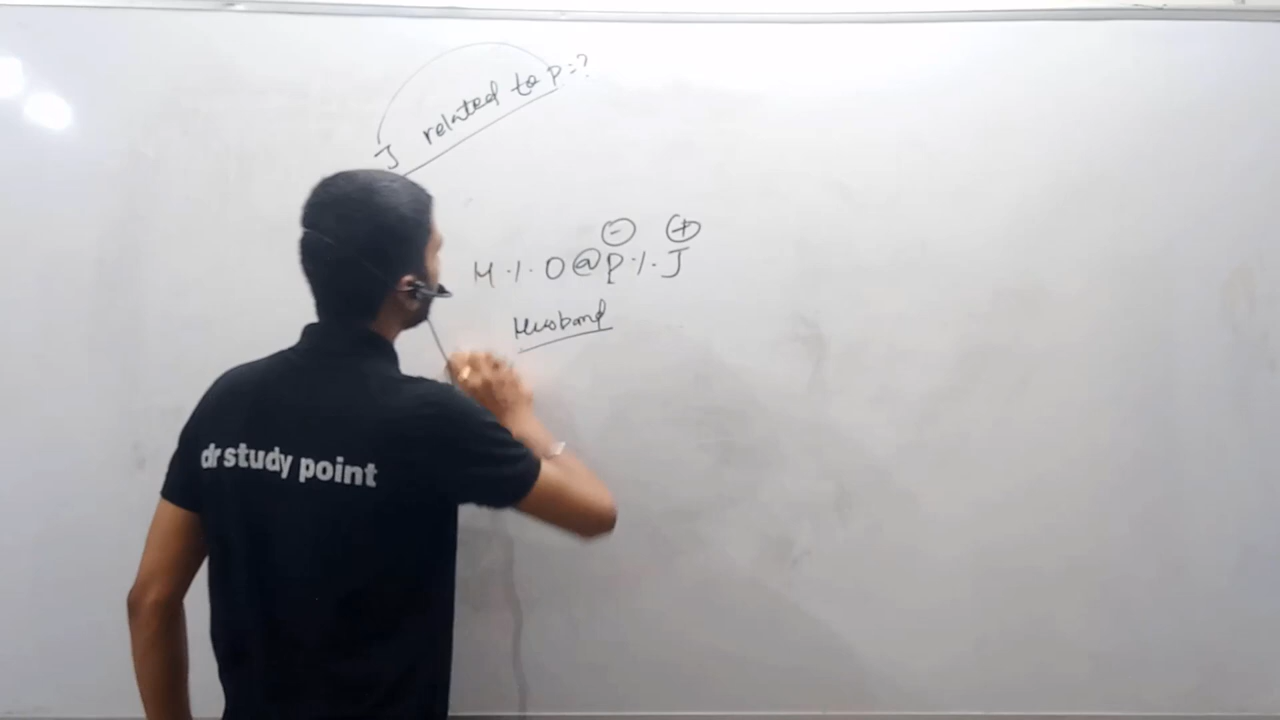 J related to P = ?
- +
M % O @ P % J
Husband
dr study point